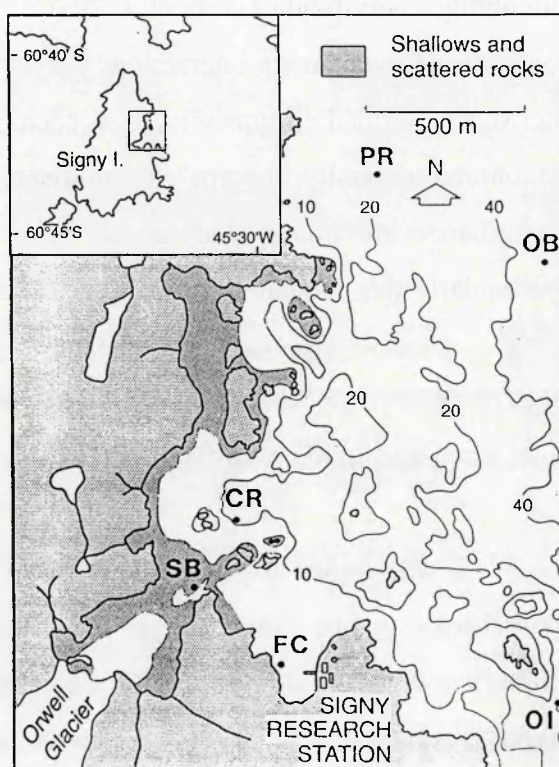 60°40'S
Signy I.
60°45'S
45°30'W
Shallows and
scattered rocks
500 m
PR
N
10
20
40
OB
20
20
CR
40
SB
10
FC
Orwell
Glacier
SIGNY
RESEARCH
STATION
OI